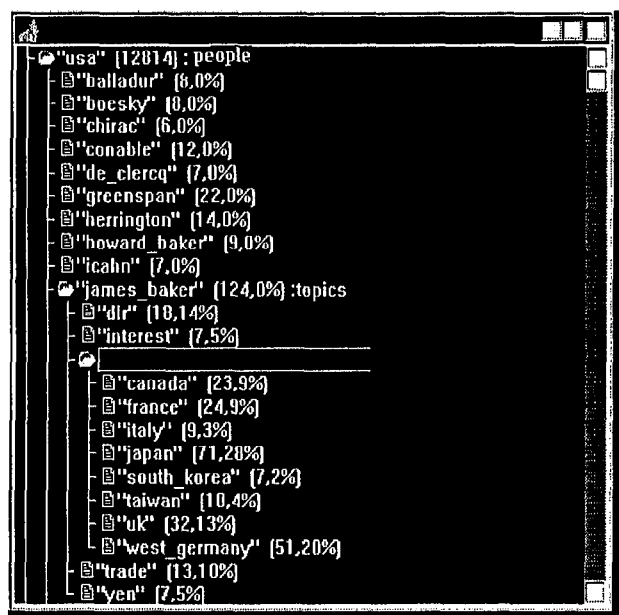 "usa" (12814) : people
"balladur" (8,0%)
"boesky" (8,0%)
"chirac" (6,0%)
"conable" (12,0%)
"de_clercq" (7,0%)
"greenspan" (22,0%)
"herrington" (14,0%)
"howard_baker" (9,0%)
"icahn" (7,0%)
"james_baker" (124,0%) :topics
"dlr" (18,14%)
"interest" (7,5%)
"canada" (23,9%)
"france" (24,9%)
"italy" (9,3%)
"japan" (71,28%)
"south_korea" (7,2%)
"taiwan" (10,4%)
"uk" (32,13%)
"west_germany" (51,20%)
"trade" (13,10%)
"yen" (7,5%)